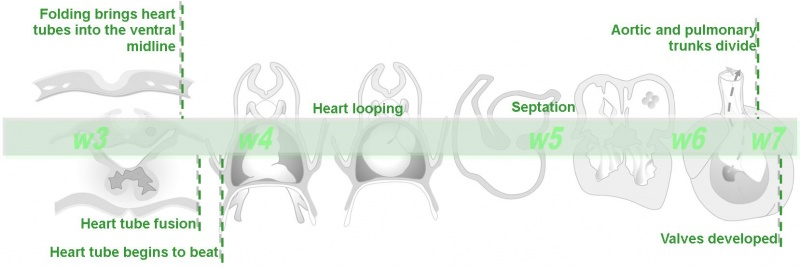 Folding brings heart
tubes into the ventral
midline
Aortic and pulmonary
trunks divide
Heart looping
Septation
w3
w4
w5
w6
w7
Heart tube fusion
Heart tube begins to beat
Valves developed